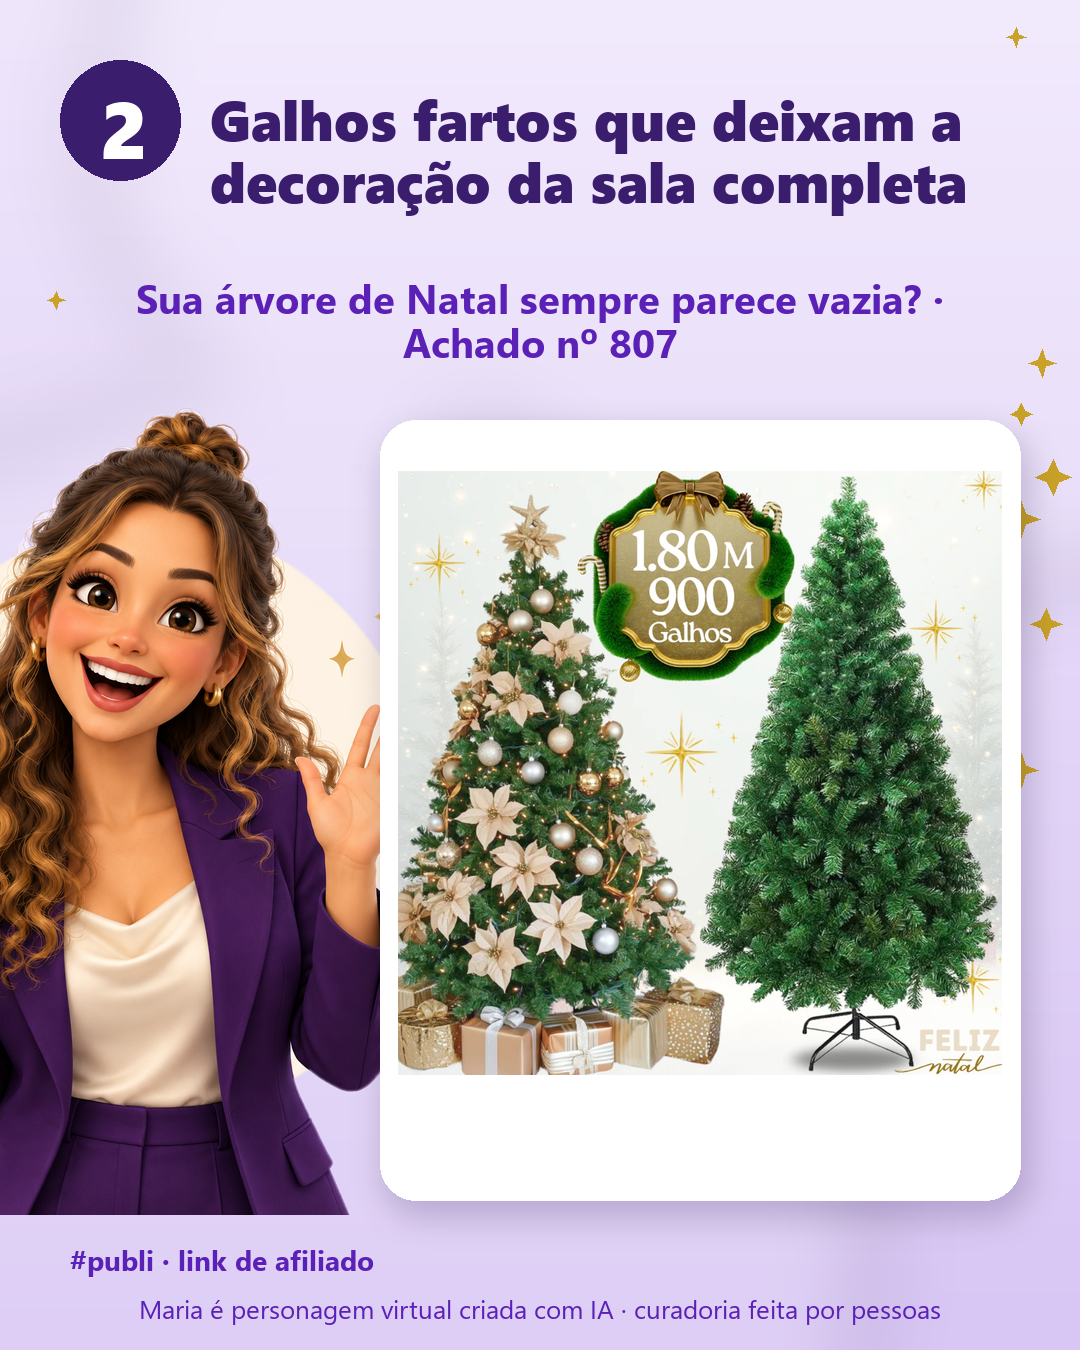 2
Galhos fartos que deixam a
decoração da sala completa
Sua árvore de Natal sempre parece vazia? ·
Achado nº 807
1.80 M
900
Galhos
FELIZ
natal
#publi · link de afiliado
Maria é personagem virtual criada com IA · curadoria feita por pessoas